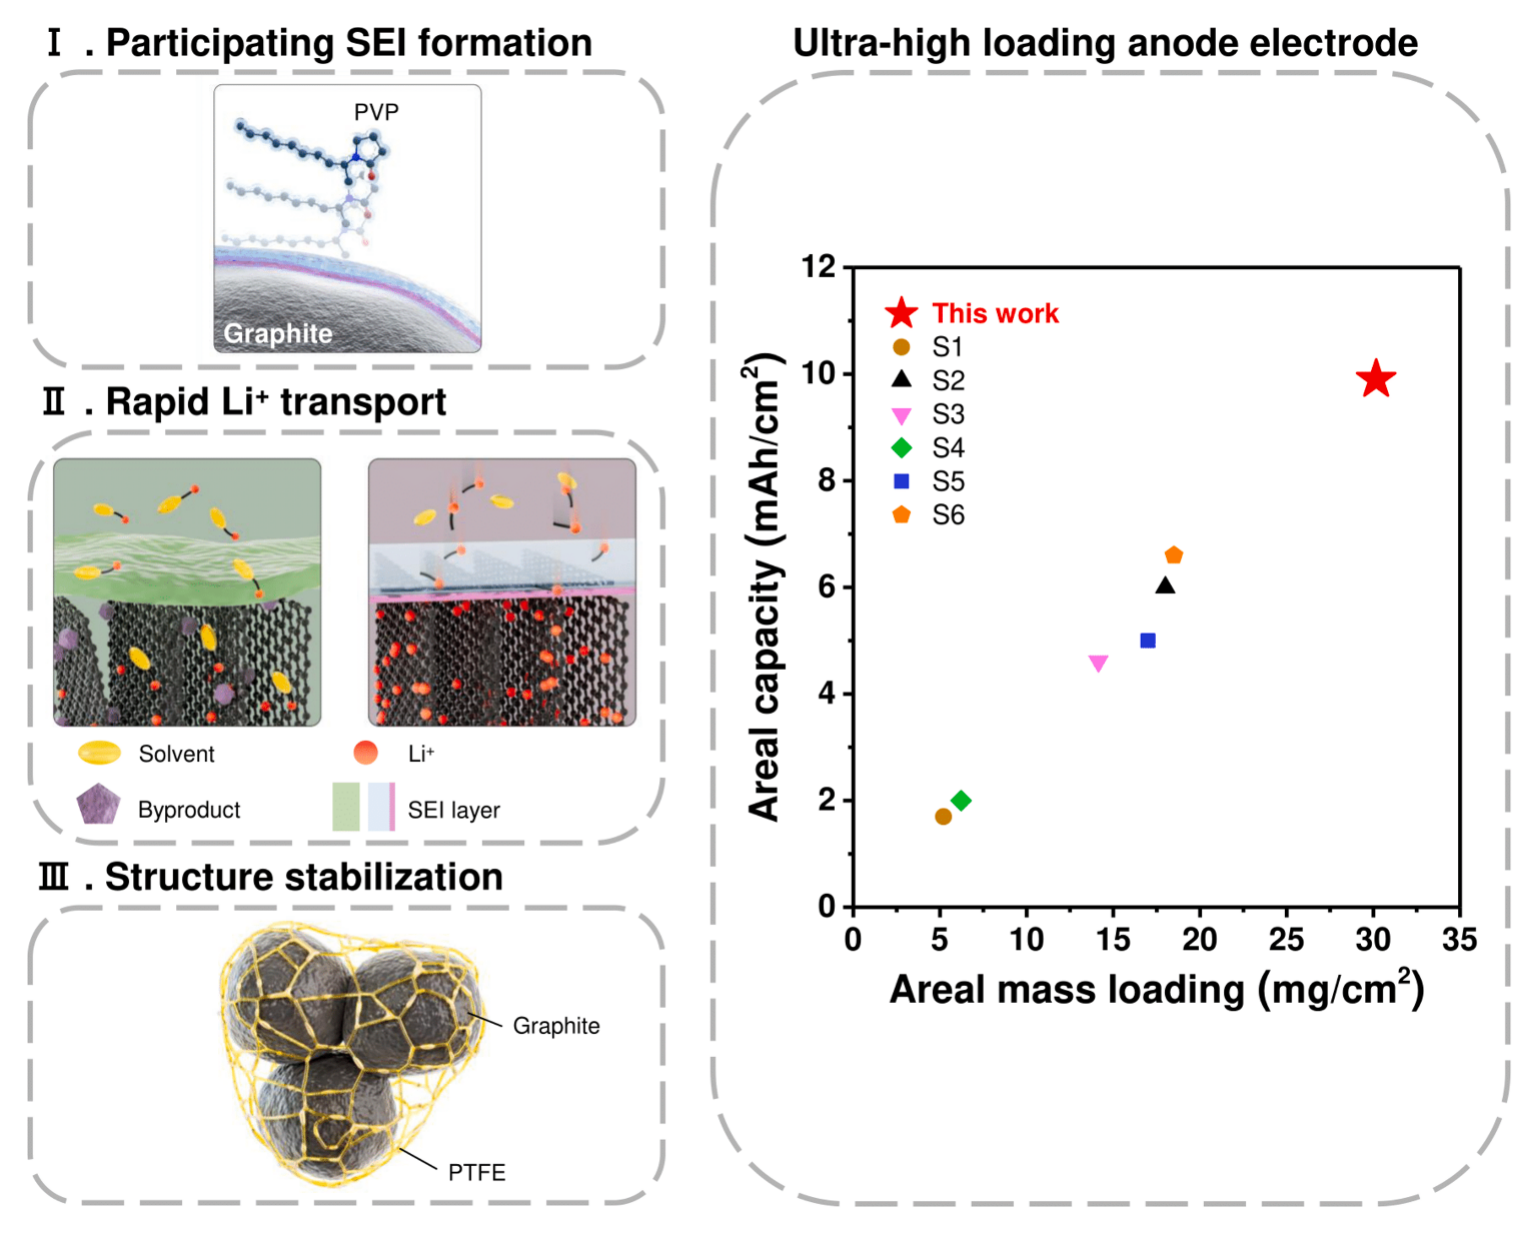 Ⅰ . Participating SEI formation
PVP
Graphite
Ⅱ . Rapid Li⁺ transport
Solvent
Li⁺
Byproduct
SEI layer
Ⅲ . Structure stabilization
Graphite
PTFE
Ultra-high loading anode electrode
Areal capacity (mAh/cm²)
12
10
8
6
4
2
0
This work
S1
S2
S3
S4
S5
S6
0 5 10 15 20 25 30 35
Areal mass loading (mg/cm²)